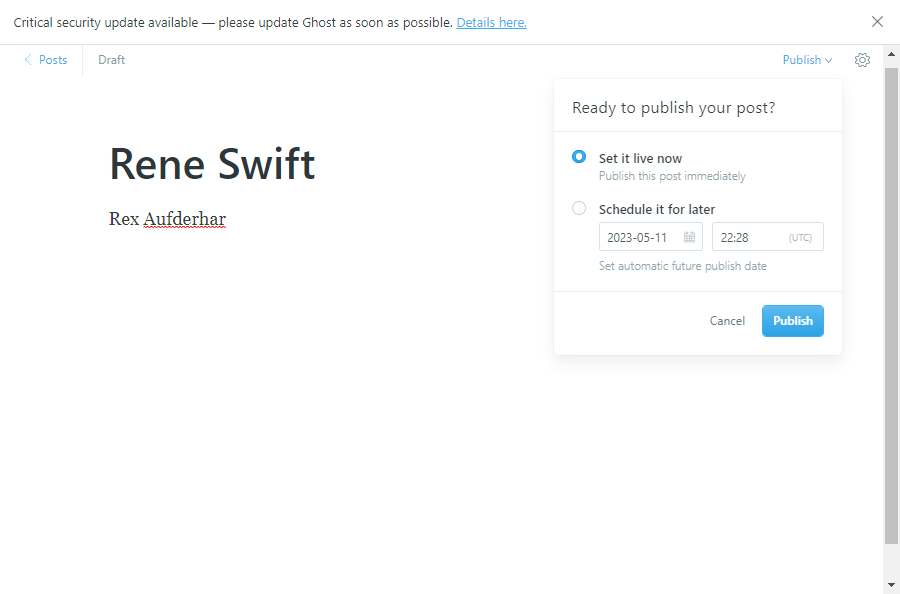 Critical security update available — please update Ghost as soon as possible. Details here.
Posts
Draft
Publish
Ready to publish your post?
Rene Swift
Rex Aufderhar
Set it live now
Publish this post immediately
Schedule it for later
2023-05-11
22:28 (UTC)
Set automatic future publish date
Cancel
Publish